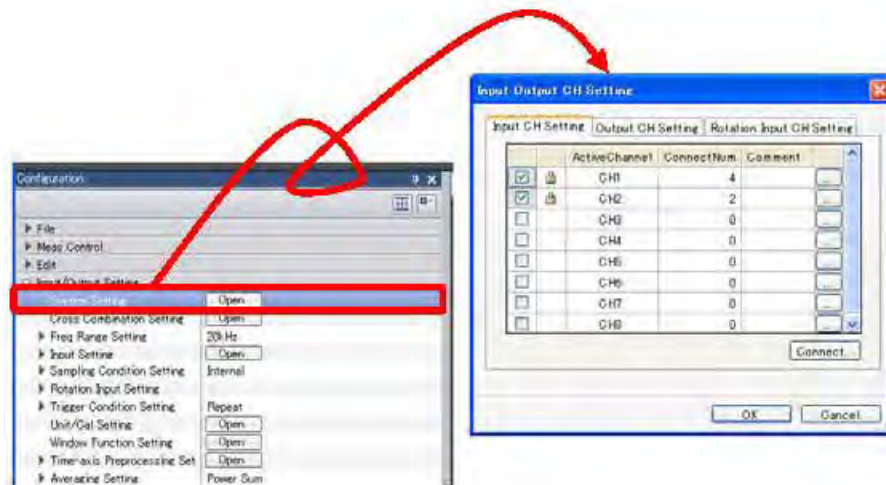 Input Output CH Setting
Input CH Setting Output CH Setting Rotation Input CH Setting
ActiveChannel ConnectNum Comment
CH1 4 ...
CH2 2 ...
CH3 0 ...
CH4 0 ...
CH5 0 ...
CH6 0 ...
CH7 0 ...
CH8 0 ...
Connect...
OK Cancel
Configuration
File
Meas Control
Edit
Input/Output Setting
Setting Open
Cross Combination Setting Open
Freq Range Setting 20kHz
Input Setting Open
Sampling Condition Setting Internal
Rotation Input Setting
Trigger Condition Setting Repeat
Unit/Cal Setting Open
Window Function Setting Open
Time-axis Preprocessing Set Open
Averaging Setting Power Sum